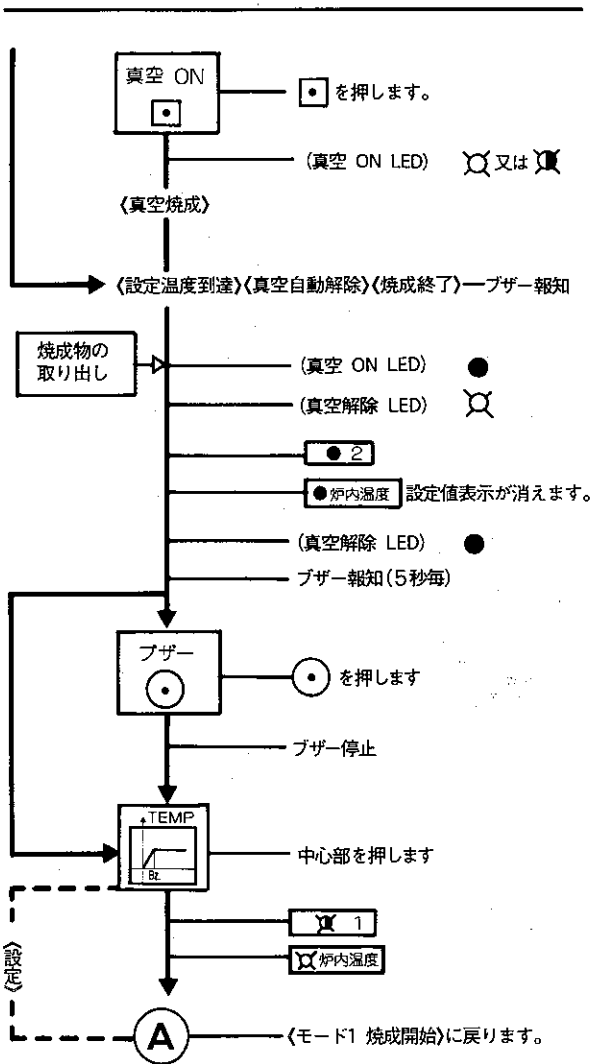 真空 ON
を押します。
(真空 ON LED) 又は
《真空焼成》
《設定温度到達》《真空自動解除》《焼成終了》ーブザー報知
焼成物の
取り出し
(真空 ON LED)
(真空解除 LED)
2
炉内温度 設定値表示が消えます。
(真空解除 LED)
ブザー報知(5秒毎)
ブザー
を押します
ブザー停止
TEMP
Bz.
中心部を押します
1
炉内温度
《設定》
A
《モード1 焼成開始》に戻ります。